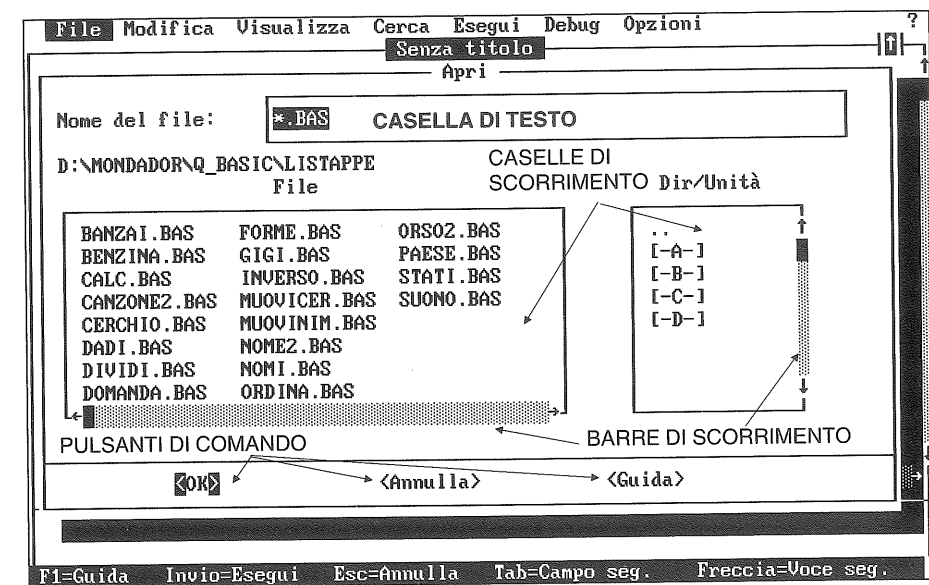 File Modifica Visualizza Cerca Esegui Debug Opzioni ?
Senza titolo
Apri
Nome del file: *.BAS CASELLA DI TESTO
D:\MONDADOR\Q_BASIC\LISTAPPE
CASELLE DI
SCORRIMENTO
File Dir/Unità
BANZAI.BAS FORME.BAS ORSO2.BAS ..
BENZINA.BAS GIGI.BAS PAESE.BAS [-A-]
CALC.BAS INVERSO.BAS STATI.BAS [-B-]
CANZONE2.BAS MUOVICER.BAS SUONO.BAS [-C-]
CERCHIO.BAS MUOVINIM.BAS [-D-]
DADI.BAS NOME2.BAS
DIVIDI.BAS NOMI.BAS
DOMANDA.BAS ORDINA.BAS
PULSANTI DI COMANDO BARRE DI SCORRIMENTO
<OK> <Annulla> <Guida>
F1=Guida Invio=Esegui Esc=Annulla Tab=Campo seg. Freccia=Voce seg.